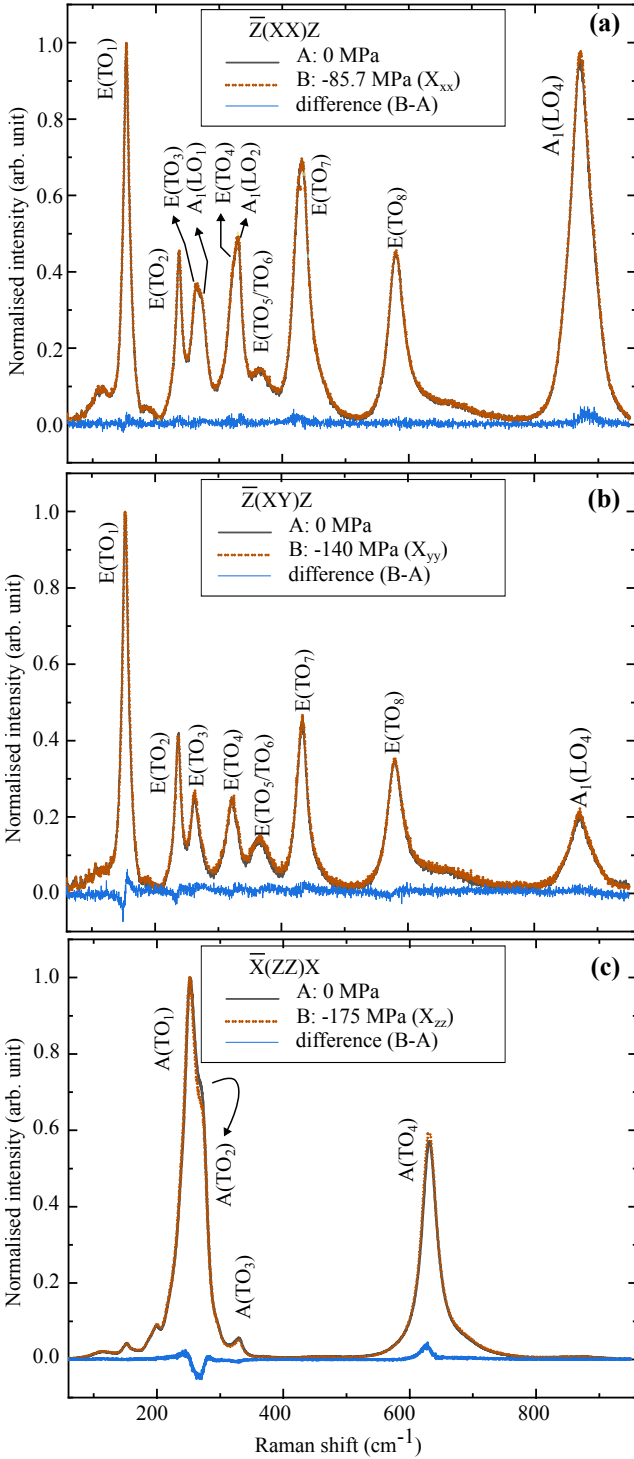 Z̅(XX)Z
(a)
A: 0 MPa
B: -85.7 MPa (Xₓₓ)
difference (B-A)
E(TO₁)
E(TO₂)
E(TO₃)
A₁(LO₁)
E(TO₄)
A₁(LO₂)
E(TO₅/TO₆)
E(TO₇)
E(TO₈)
A₁(LO₄)
Normalised intensity (arb. unit)
1.0
0.8
0.6
0.4
0.2
0.0
Z̅(XY)Z
(b)
A: 0 MPa
B: -140 MPa (X_yy)
difference (B-A)
E(TO₁)
E(TO₂)
E(TO₃)
E(TO₄)
E(TO₅/TO₆)
E(TO₇)
E(TO₈)
A₁(LO₄)
Normalised intensity (arb. unit)
1.0
0.8
0.6
0.4
0.2
0.0
X̅(ZZ)X
(c)
A: 0 MPa
B: -175 MPa (X_zz)
difference (B-A)
A(TO₁)
A(TO₂)
A(TO₃)
A(TO₄)
Normalised intensity (arb. unit)
1.0
0.8
0.6
0.4
0.2
0.0
200 400 600 800
Raman shift (cm⁻¹)